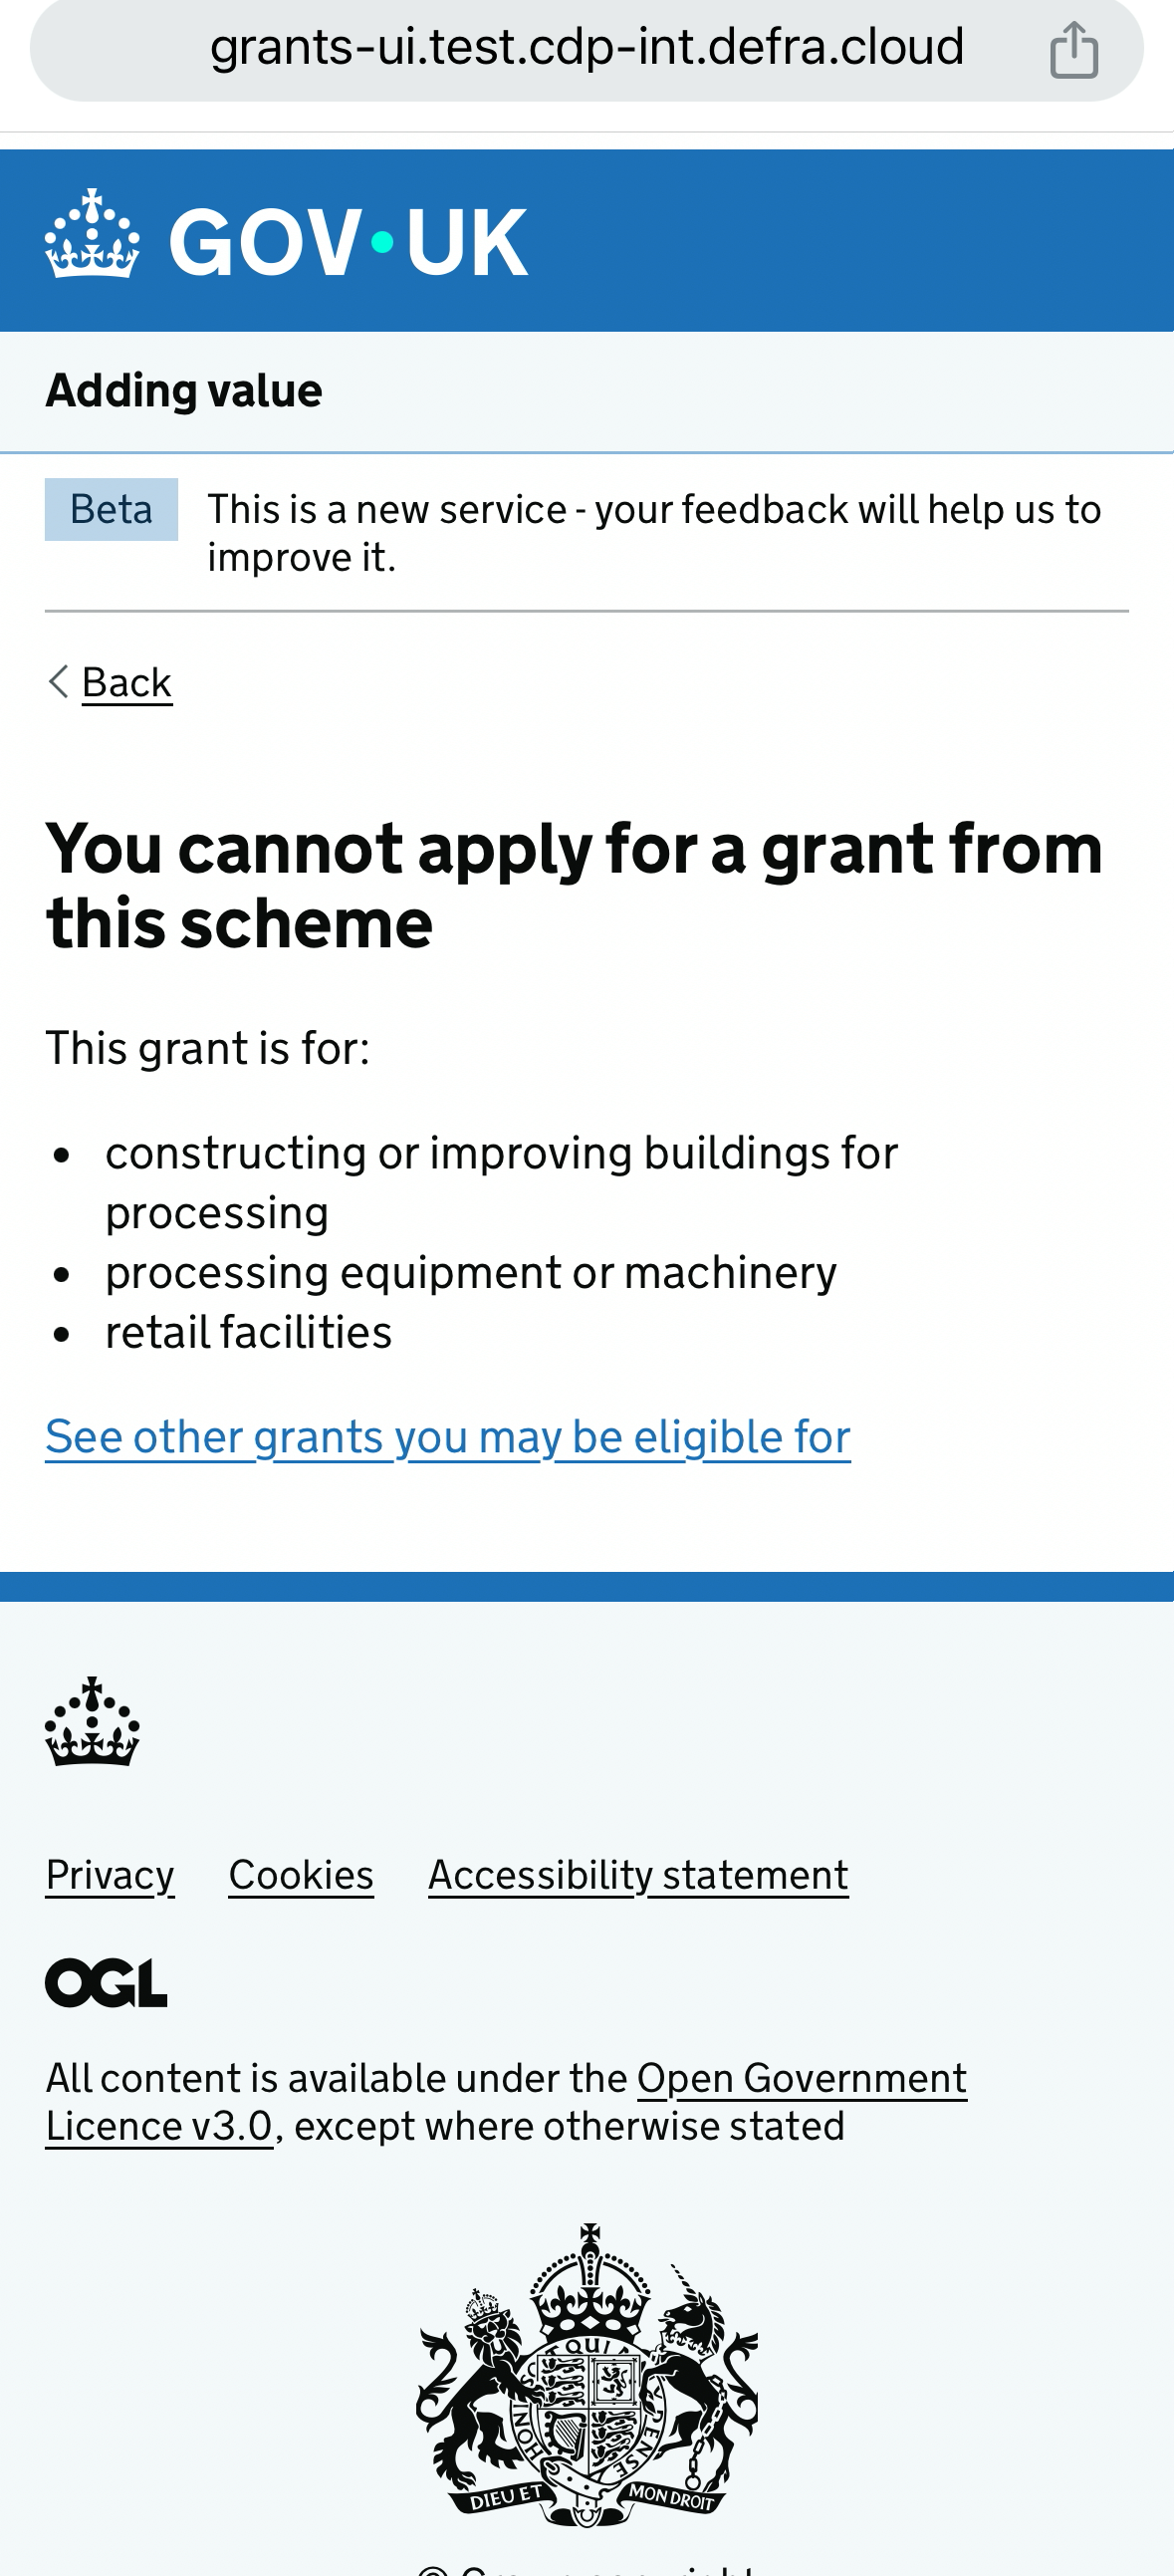 grants-ui.test.cdp-int.defra.cloud
GOV·UK
Adding value
Beta
This is a new service - your feedback will help us to
improve it.
Back
You cannot apply for a grant from
this scheme
This grant is for:
• constructing or improving buildings for
processing
• processing equipment or machinery
• retail facilities
See other grants you may be eligible for
Privacy Cookies Accessibility statement
OGL
All content is available under the Open Government
Licence v3.0, except where otherwise stated
QUI
HONI
PENSE
DIEU ET MON DROIT